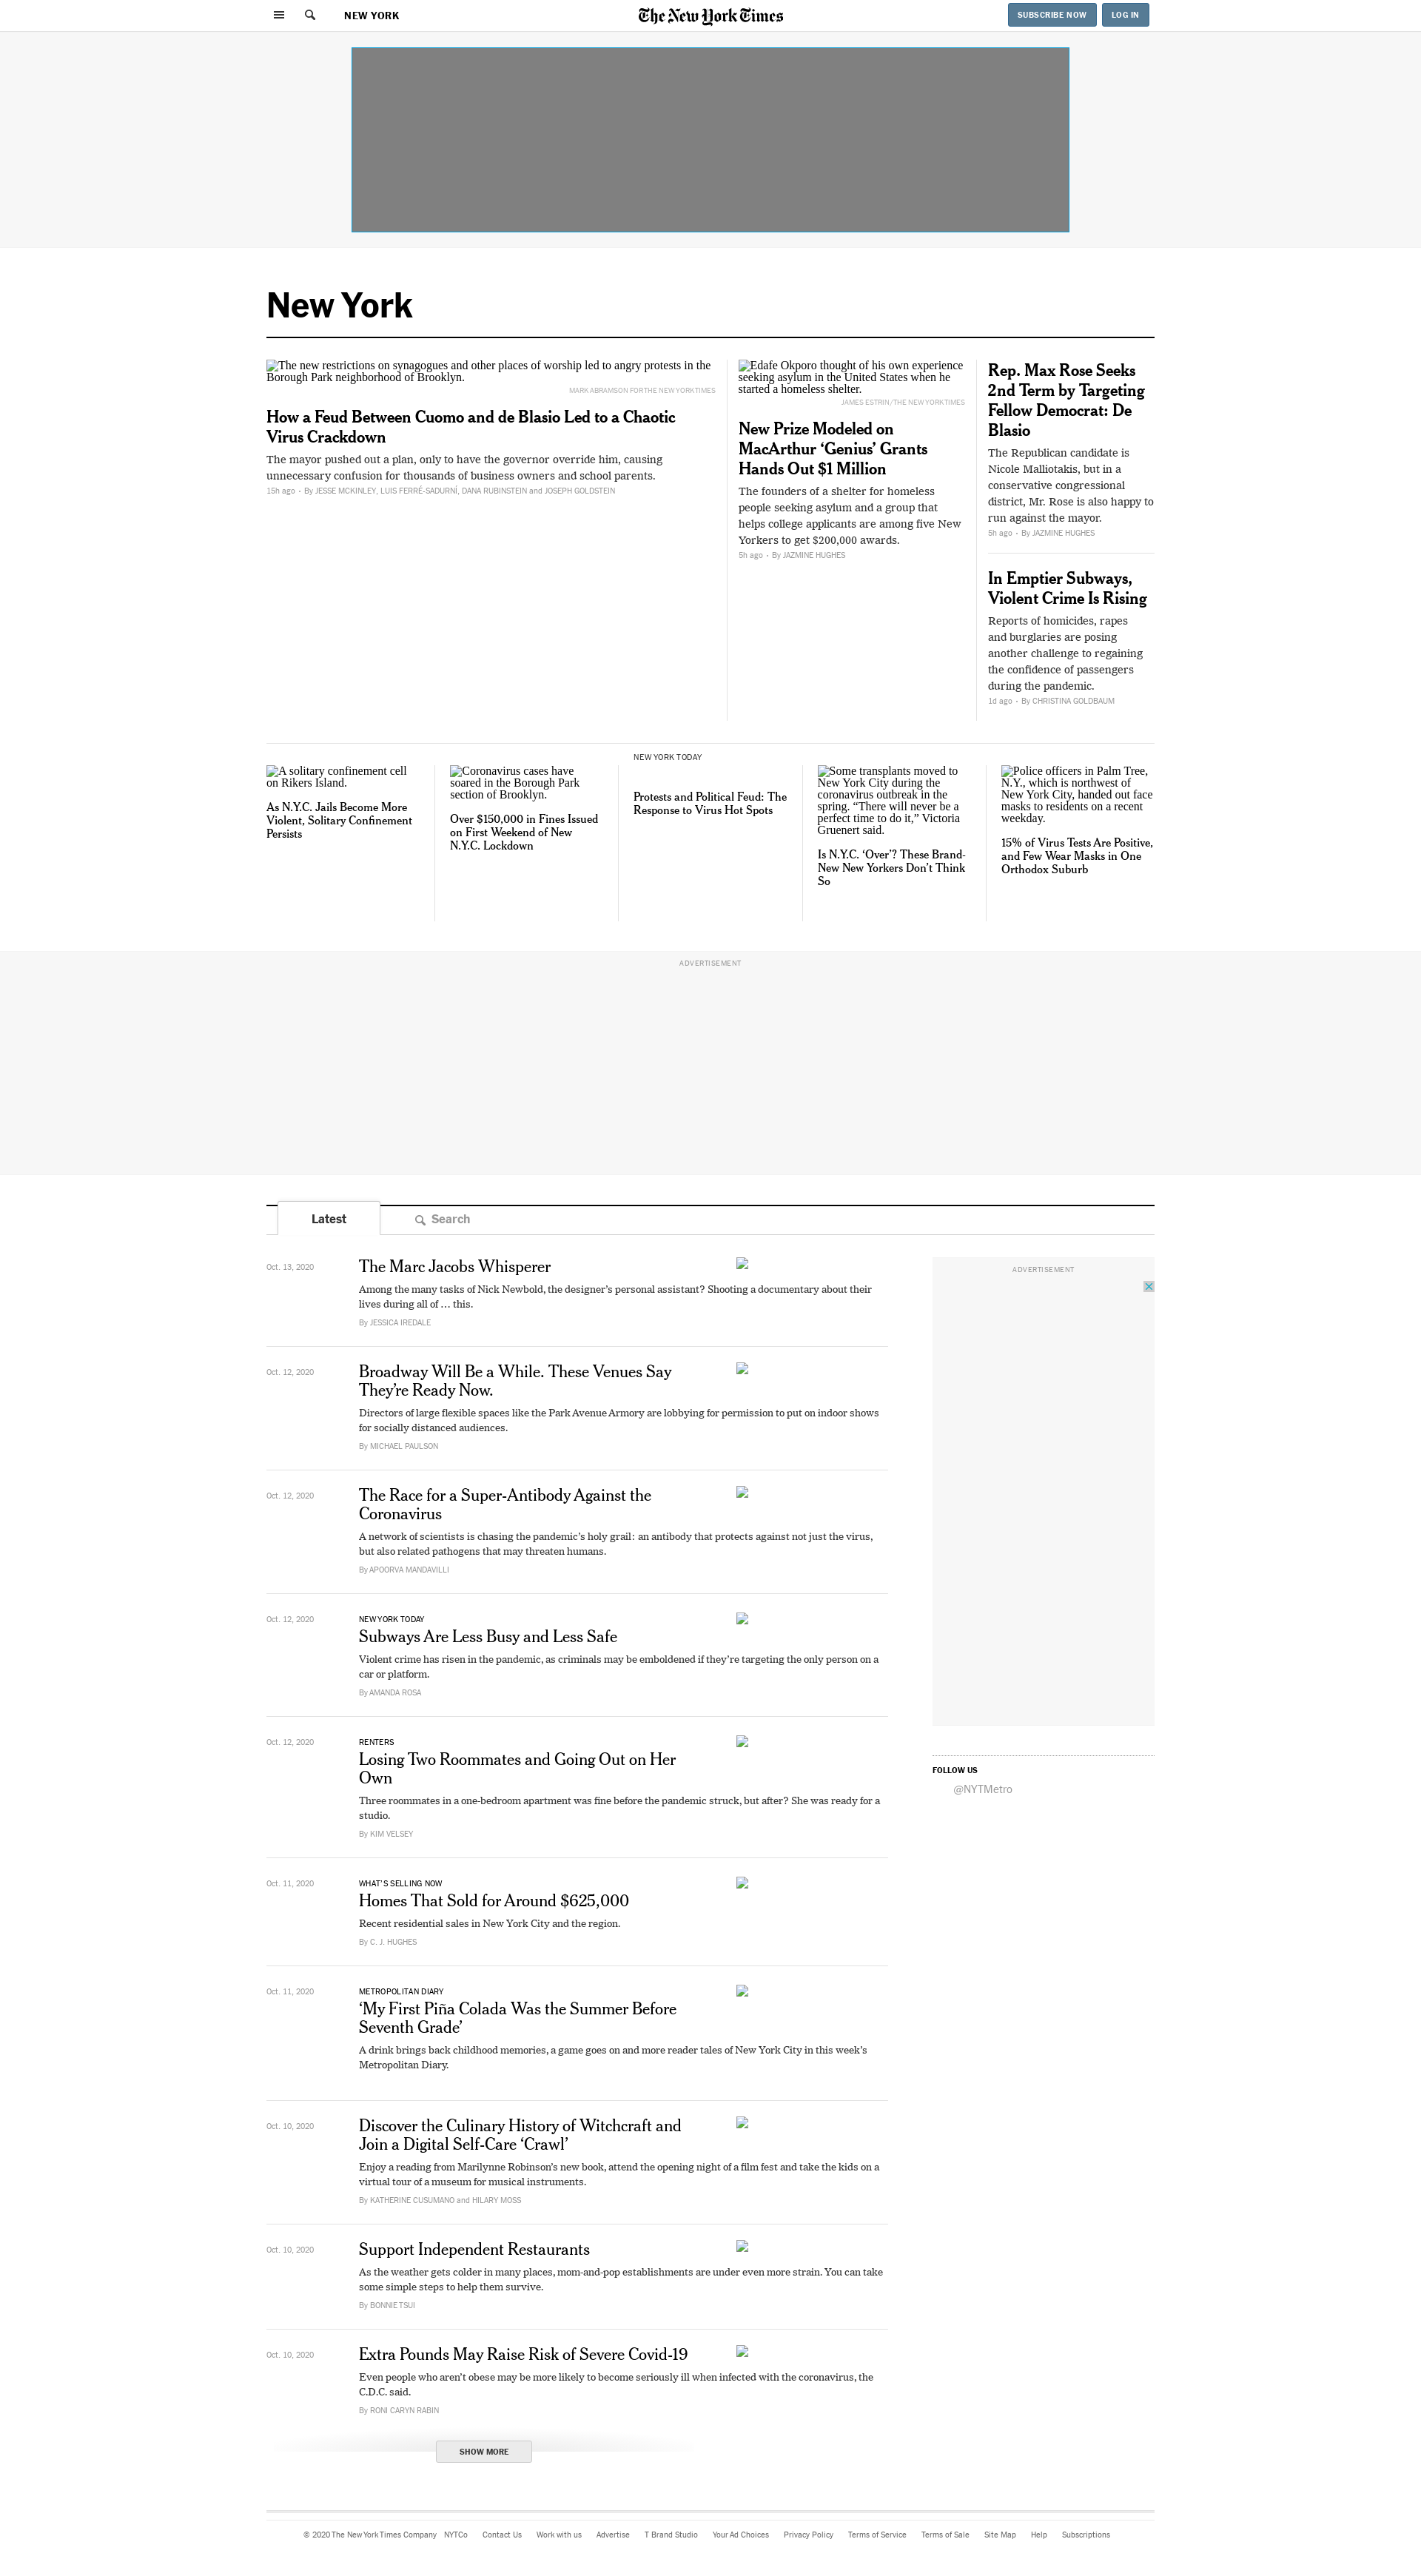 NEW YORK
The New York Times
SUBSCRIBE NOW
LOG IN
New York
The new restrictions on synagogues and other places of worship led to angry protests in the
Borough Park neighborhood of Brooklyn.
MARK ABRAMSON FOR THE NEW YORK TIMES
How a Feud Between Cuomo and de Blasio Led to a Chaotic
Virus Crackdown
The mayor pushed out a plan, only to have the governor override him, causing
unnecessary confusion for thousands of business owners and school parents.
15h ago • By JESSE MCKINLEY, LUIS FERRÉ-SADURNÍ, DANA RUBINSTEIN and JOSEPH GOLDSTEIN
Edafe Okporo thought of his own experience
seeking asylum in the United States when he
started a homeless shelter.
JAMES ESTRIN/THE NEW YORK TIMES
New Prize Modeled on
MacArthur ‘Genius’ Grants
Hands Out $1 Million
The founders of a shelter for homeless
people seeking asylum and a group that
helps college applicants are among five New
Yorkers to get $200,000 awards.
5h ago • By JAZMINE HUGHES
Rep. Max Rose Seeks
2nd Term by Targeting
Fellow Democrat: De
Blasio
The Republican candidate is
Nicole Malliotakis, but in a
conservative congressional
district, Mr. Rose is also happy to
run against the mayor.
5h ago • By JAZMINE HUGHES
In Emptier Subways,
Violent Crime Is Rising
Reports of homicides, rapes
and burglaries are posing
another challenge to regaining
the confidence of passengers
during the pandemic.
1d ago • By CHRISTINA GOLDBAUM
A solitary confinement cell
on Rikers Island.
As N.Y.C. Jails Become More
Violent, Solitary Confinement
Persists
Coronavirus cases have
soared in the Borough Park
section of Brooklyn.
Over $150,000 in Fines Issued
on First Weekend of New
N.Y.C. Lockdown
NEW YORK TODAY
Protests and Political Feud: The
Response to Virus Hot Spots
Some transplants moved to
New York City during the
coronavirus outbreak in the
spring. “There will never be a
perfect time to do it,” Victoria
Gruenert said.
Is N.Y.C. ‘Over’? These Brand-
New New Yorkers Don’t Think
So
Police officers in Palm Tree,
N.Y., which is northwest of
New York City, handed out face
masks to residents on a recent
weekday.
15% of Virus Tests Are Positive,
and Few Wear Masks in One
Orthodox Suburb
ADVERTISEMENT
Latest
Search
Oct. 13, 2020
The Marc Jacobs Whisperer
Among the many tasks of Nick Newbold, the designer’s personal assistant? Shooting a documentary about their
lives during all of … this.
By JESSICA IREDALE
Oct. 12, 2020
Broadway Will Be a While. These Venues Say
They’re Ready Now.
Directors of large flexible spaces like the Park Avenue Armory are lobbying for permission to put on indoor shows
for socially distanced audiences.
By MICHAEL PAULSON
Oct. 12, 2020
The Race for a Super-Antibody Against the
Coronavirus
A network of scientists is chasing the pandemic’s holy grail: an antibody that protects against not just the virus,
but also related pathogens that may threaten humans.
By APOORVA MANDAVILLI
Oct. 12, 2020
NEW YORK TODAY
Subways Are Less Busy and Less Safe
Violent crime has risen in the pandemic, as criminals may be emboldened if they’re targeting the only person on a
car or platform.
By AMANDA ROSA
Oct. 12, 2020
RENTERS
Losing Two Roommates and Going Out on Her
Own
Three roommates in a one-bedroom apartment was fine before the pandemic struck, but after? She was ready for a
studio.
By KIM VELSEY
Oct. 11, 2020
WHAT’S SELLING NOW
Homes That Sold for Around $625,000
Recent residential sales in New York City and the region.
By C. J. HUGHES
Oct. 11, 2020
METROPOLITAN DIARY
‘My First Piña Colada Was the Summer Before
Seventh Grade’
A drink brings back childhood memories, a game goes on and more reader tales of New York City in this week’s
Metropolitan Diary.
Oct. 10, 2020
Discover the Culinary History of Witchcraft and
Join a Digital Self-Care ‘Crawl’
Enjoy a reading from Marilynne Robinson’s new book, attend the opening night of a film fest and take the kids on a
virtual tour of a museum for musical instruments.
By KATHERINE CUSUMANO and HILARY MOSS
Oct. 10, 2020
Support Independent Restaurants
As the weather gets colder in many places, mom-and-pop establishments are under even more strain. You can take
some simple steps to help them survive.
By BONNIE TSUI
Oct. 10, 2020
Extra Pounds May Raise Risk of Severe Covid-19
Even people who aren’t obese may be more likely to become seriously ill when infected with the coronavirus, the
C.D.C. said.
By RONI CARYN RABIN
SHOW MORE
ADVERTISEMENT
FOLLOW US
@NYTMetro
© 2020 The New York Times Company NYTCo Contact Us Work with us Advertise T Brand Studio Your Ad Choices Privacy Policy Terms of Service Terms of Sale Site Map Help Subscriptions